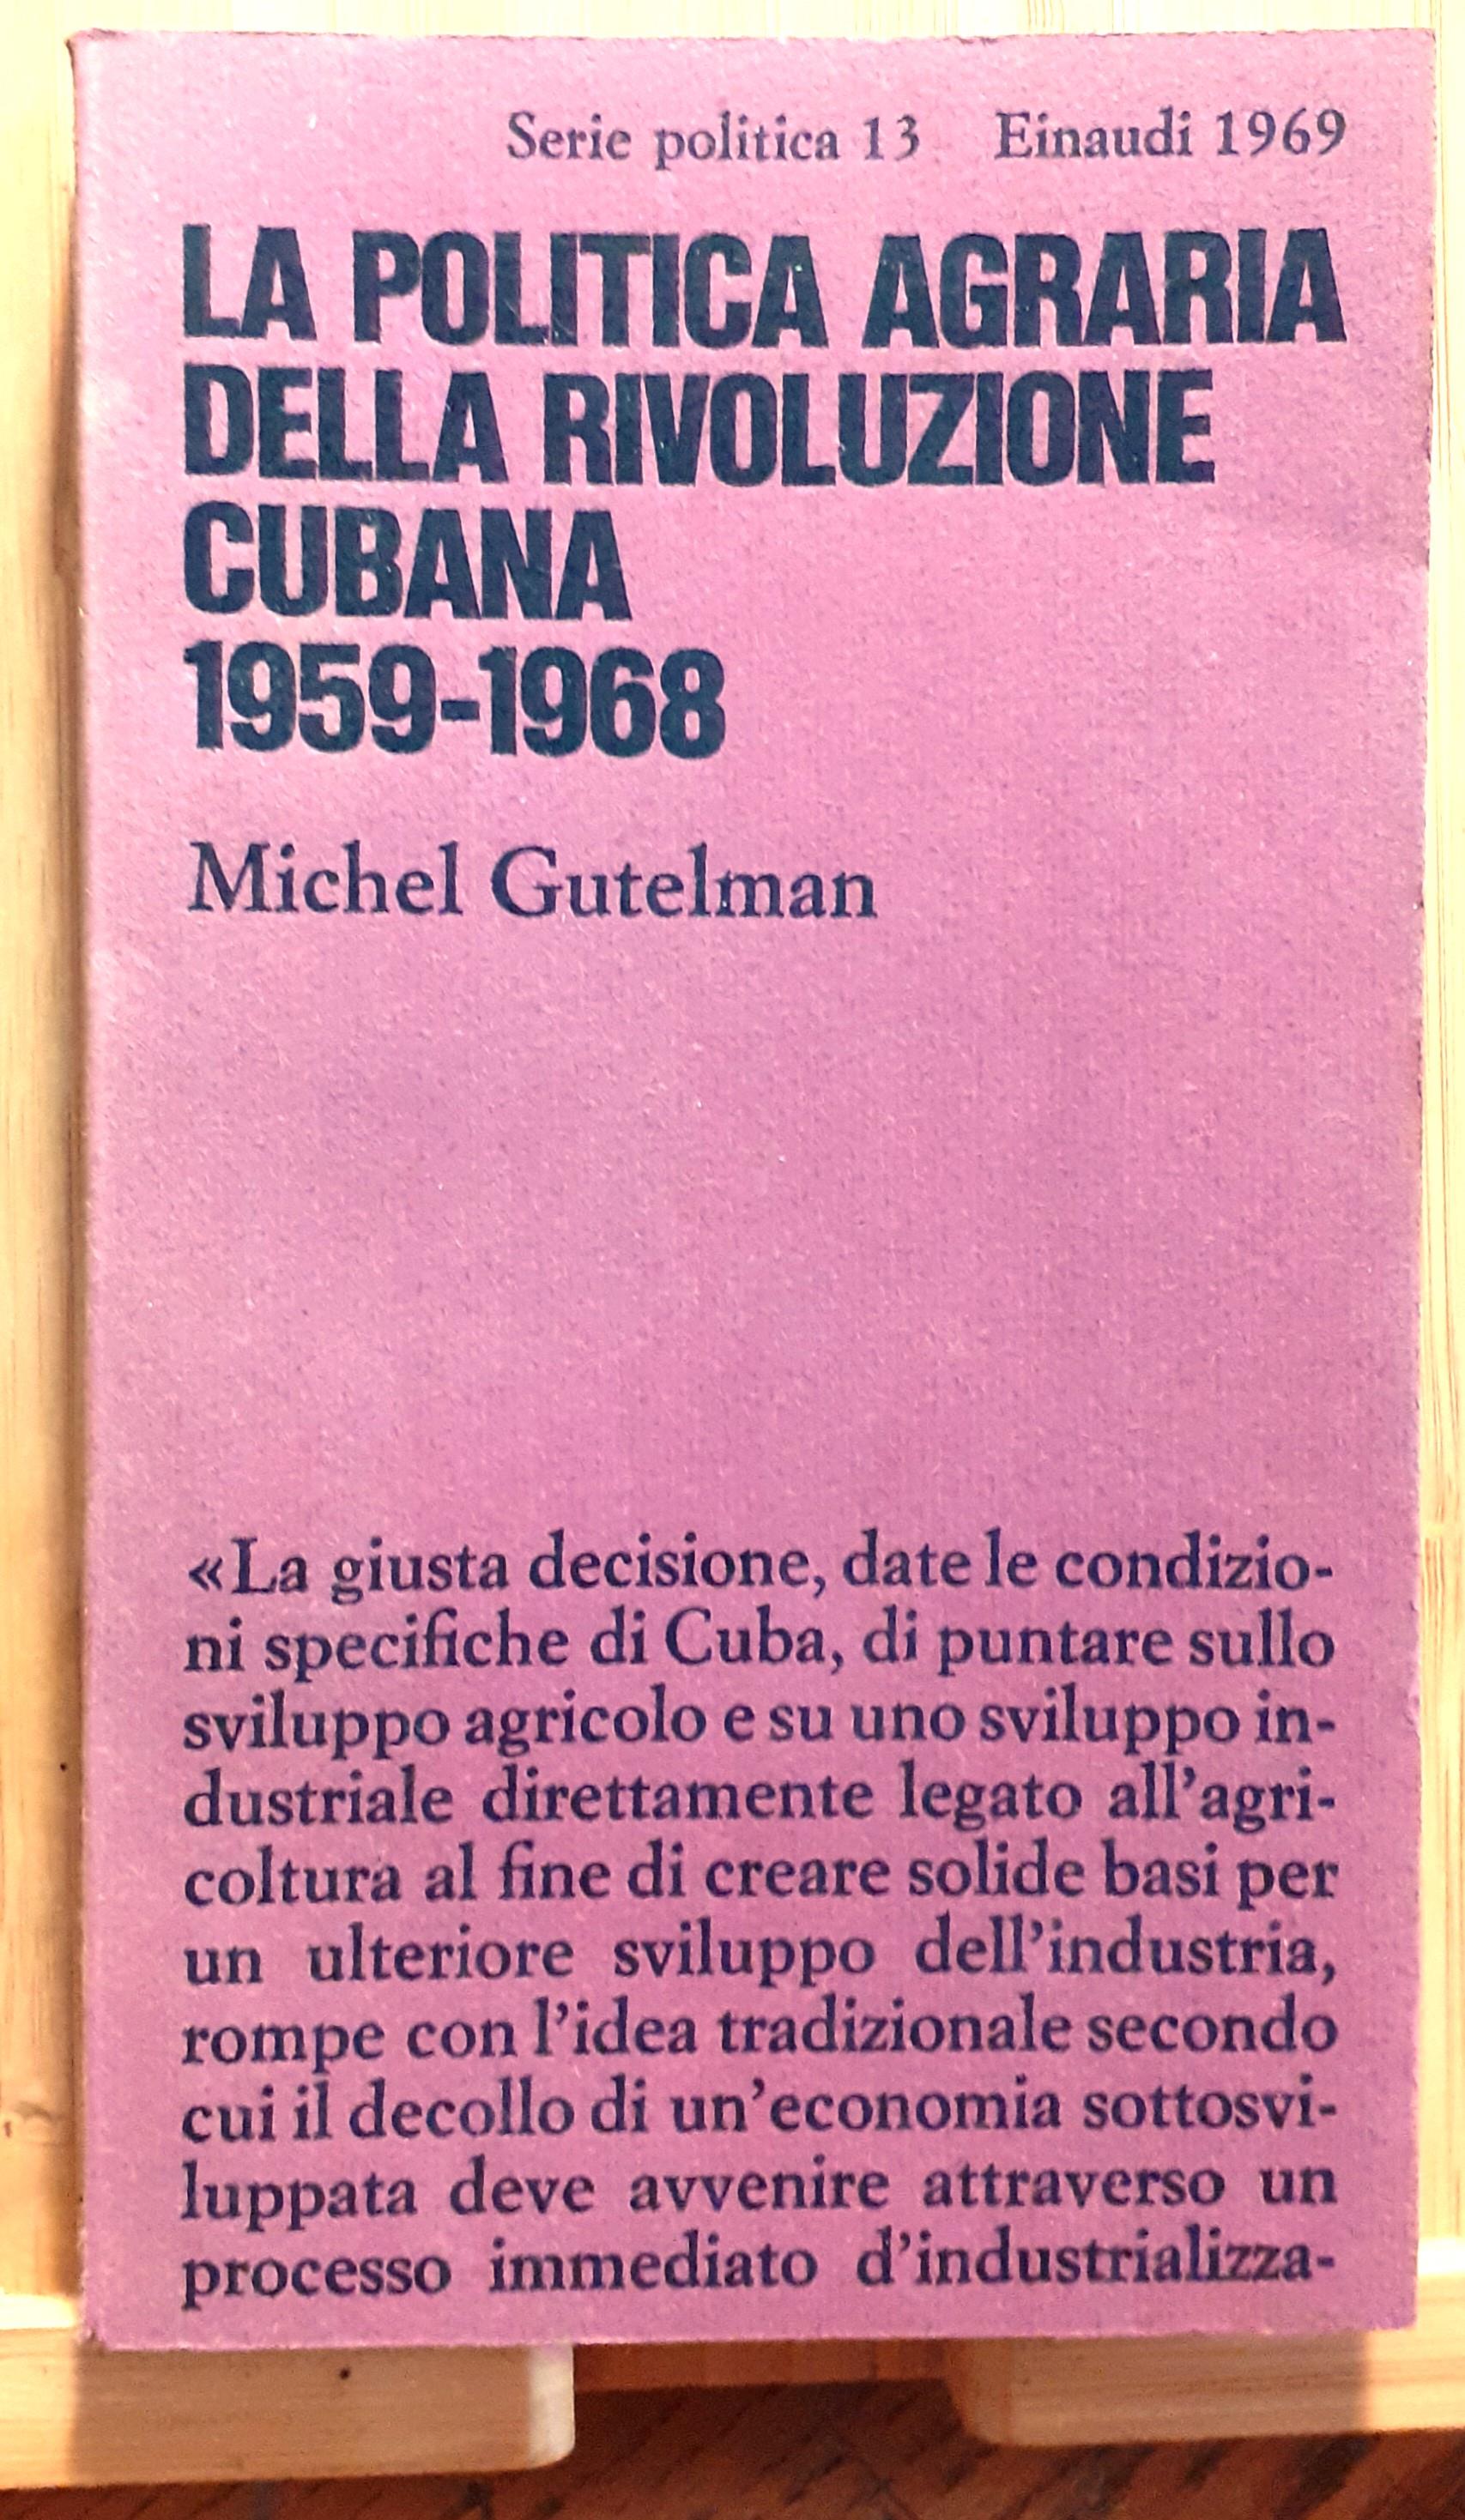 Serie politica 13 Einaudi 1969
LA POLITICA AGRARIA
DELLA RIVOLUZIONE
CUBANA
1959-1968
Michel Gutelman
«La giusta decisione, date le condizio-
ni specifiche di Cuba, di puntare sullo
sviluppo agricolo e su uno sviluppo in-
dustriale direttamente legato all’agri-
coltura al fine di creare solide basi per
un ulteriore sviluppo dell’industria,
rompe con l’idea tradizionale secondo
cui il decollo di un’economia sottosvi-
luppata deve avvenire attraverso un
processo immediato d’industrializza-